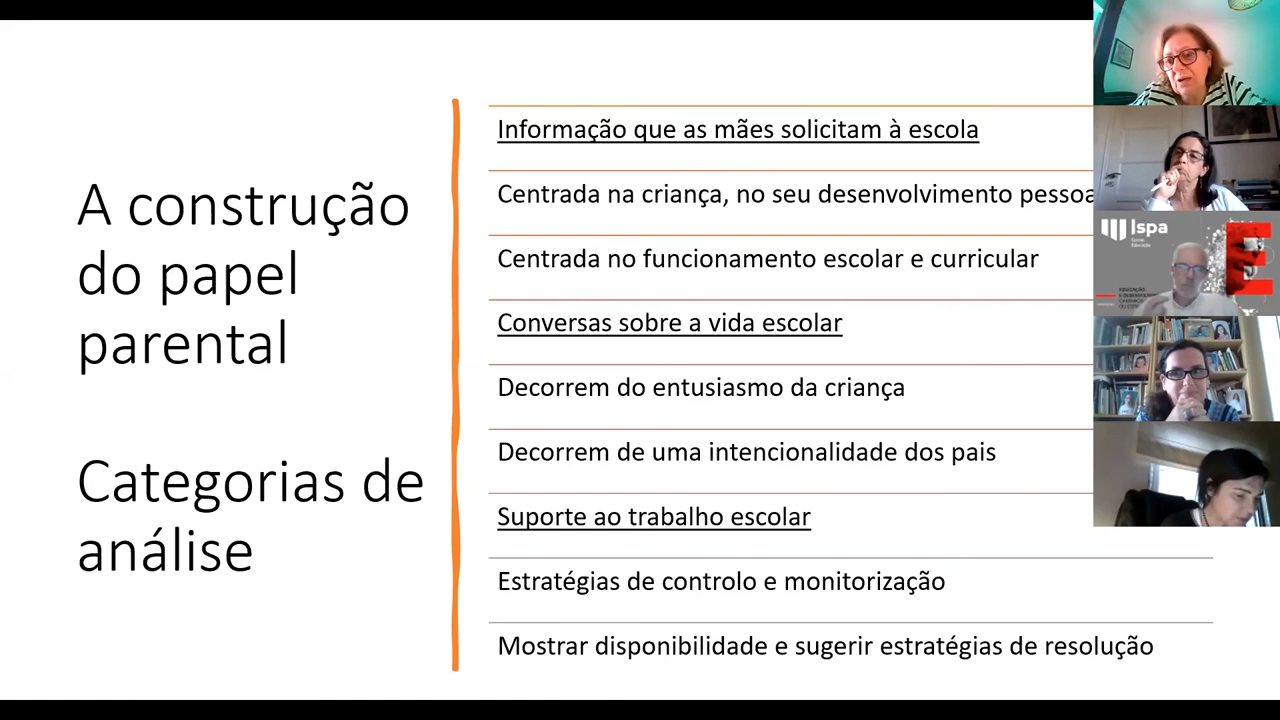 A construção
do papel
parental
Categorias de
análise
Informação que as mães solicitam à escola
Centrada na criança, no seu desenvolvimento pessoa
Centrada no funcionamento escolar e curricular
Conversas sobre a vida escolar
Decorrem do entusiasmo da criança
Decorrem de uma intencionalidade dos pais
Suporte ao trabalho escolar
Estratégias de controlo e monitorização
Mostrar disponibilidade e sugerir estratégias de resolução
Ispa
E